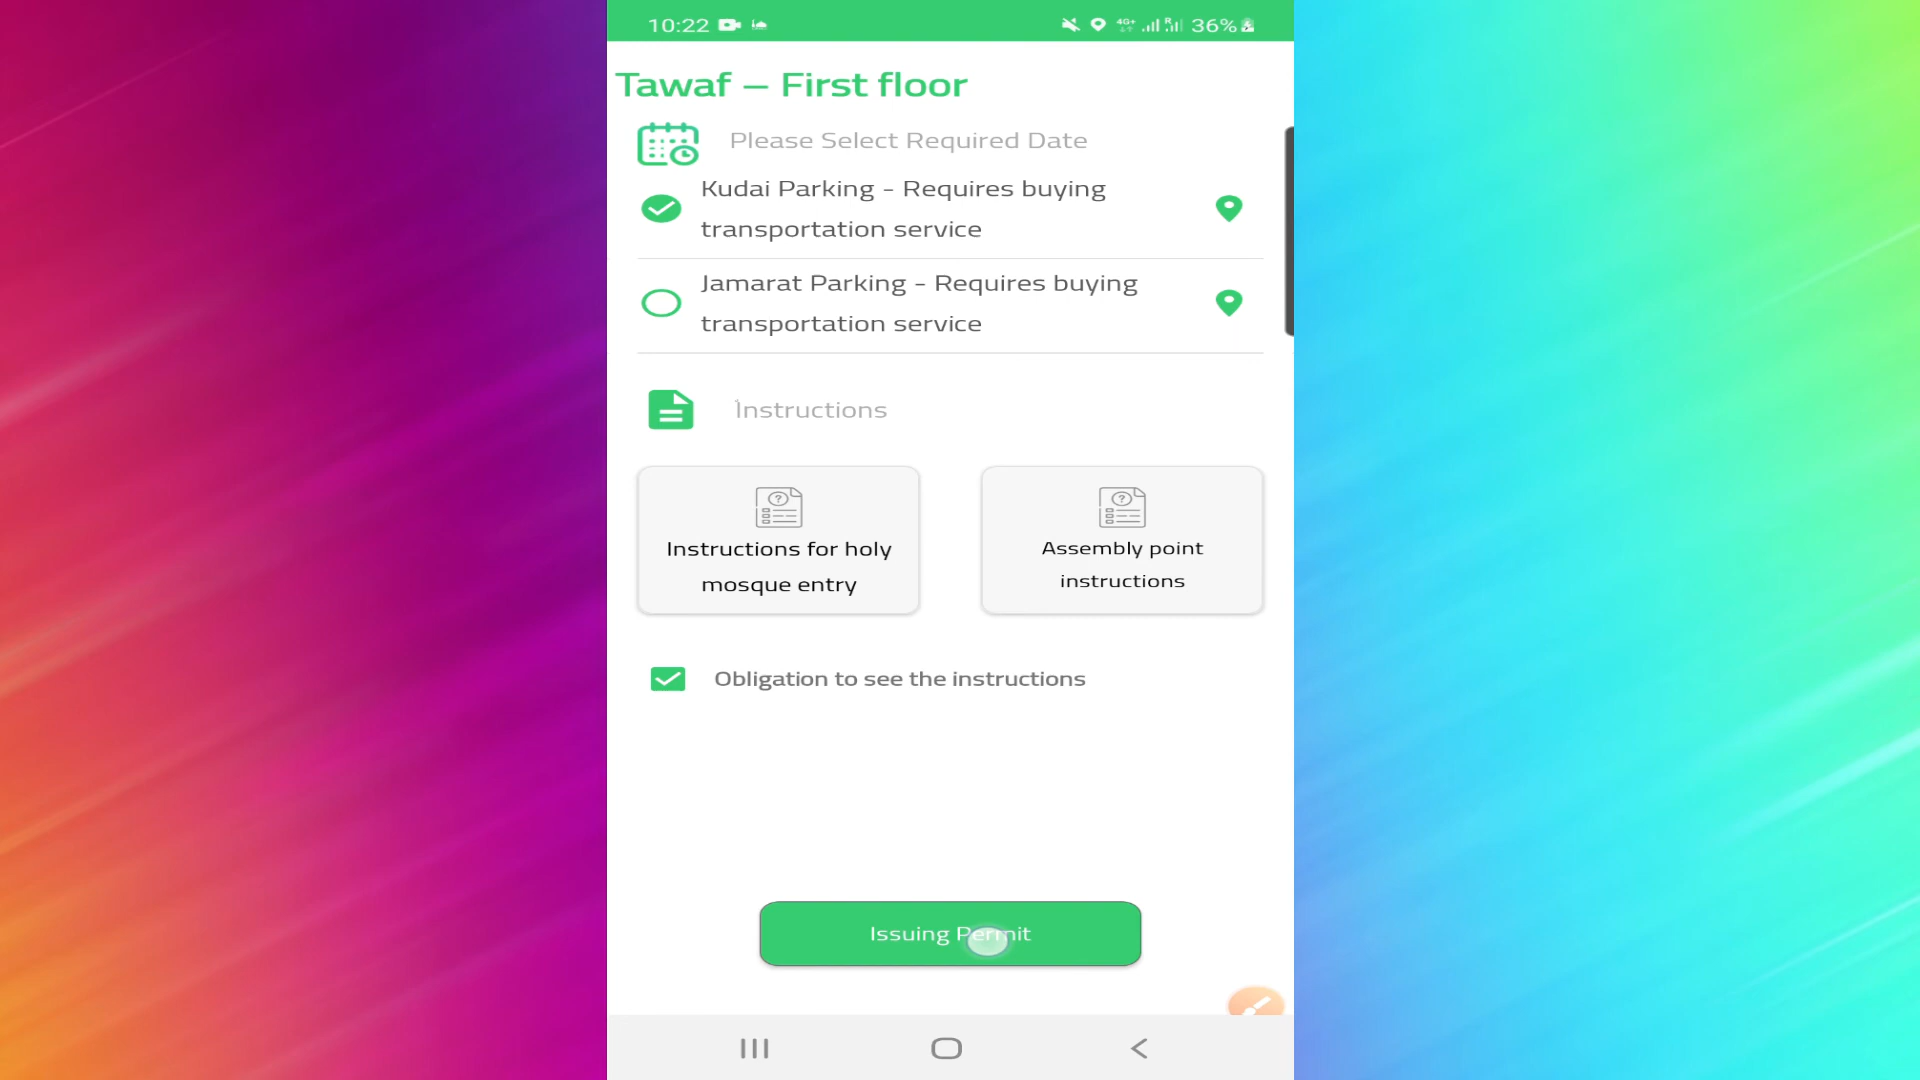 10:22 4G+ R 36%
Tawaf – First floor
Please Select Required Date
Kudai Parking - Requires buying
transportation service
Jamarat Parking - Requires buying
transportation service
Instructions
Instructions for holy
mosque entry
Assembly point
instructions
Obligation to see the instructions
Issuing Permit